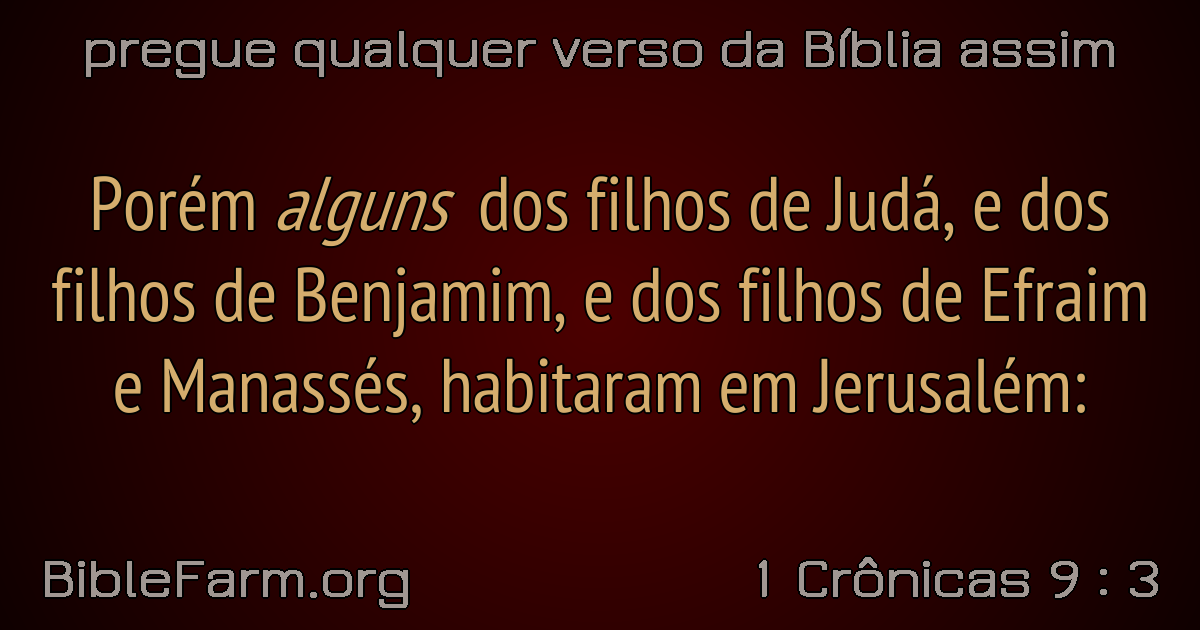 pregue qualquer verso da Bíblia assim
Porém alguns dos filhos de Judá, e dos
filhos de Benjamim, e dos filhos de Efraim
e Manassés, habitaram em Jerusalém:
BibleFarm.org
1 Crônicas 9 : 3